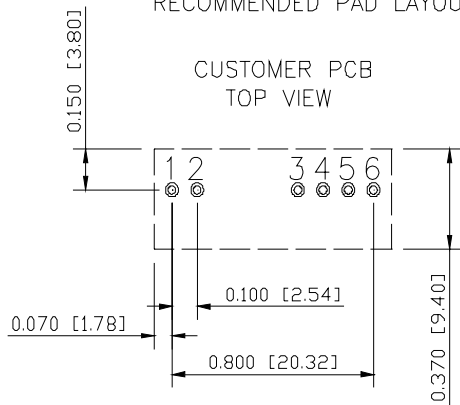 RECOMMENDED PAD LAYOU
CUSTOMER PCB
TOP VIEW
0.150 [3.80]
1 2 3 4 5 6
0.100 [2.54]
0.070 [1.78]
0.800 [20.32]
0.370 [9.40]